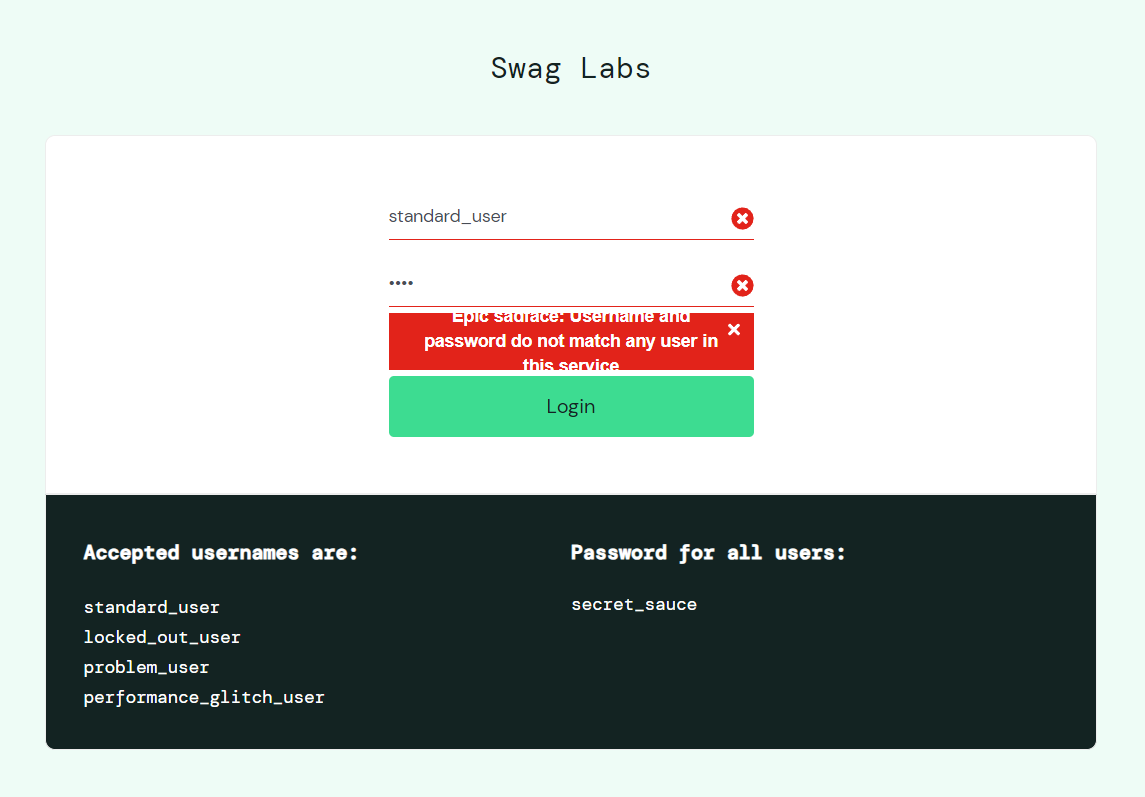 Swag Labs
standard_user
••••
Epic sadface: Username and
password do not match any user in
this service
Login
Accepted usernames are:
standard_user
locked_out_user
problem_user
performance_glitch_user
Password for all users:
secret_sauce